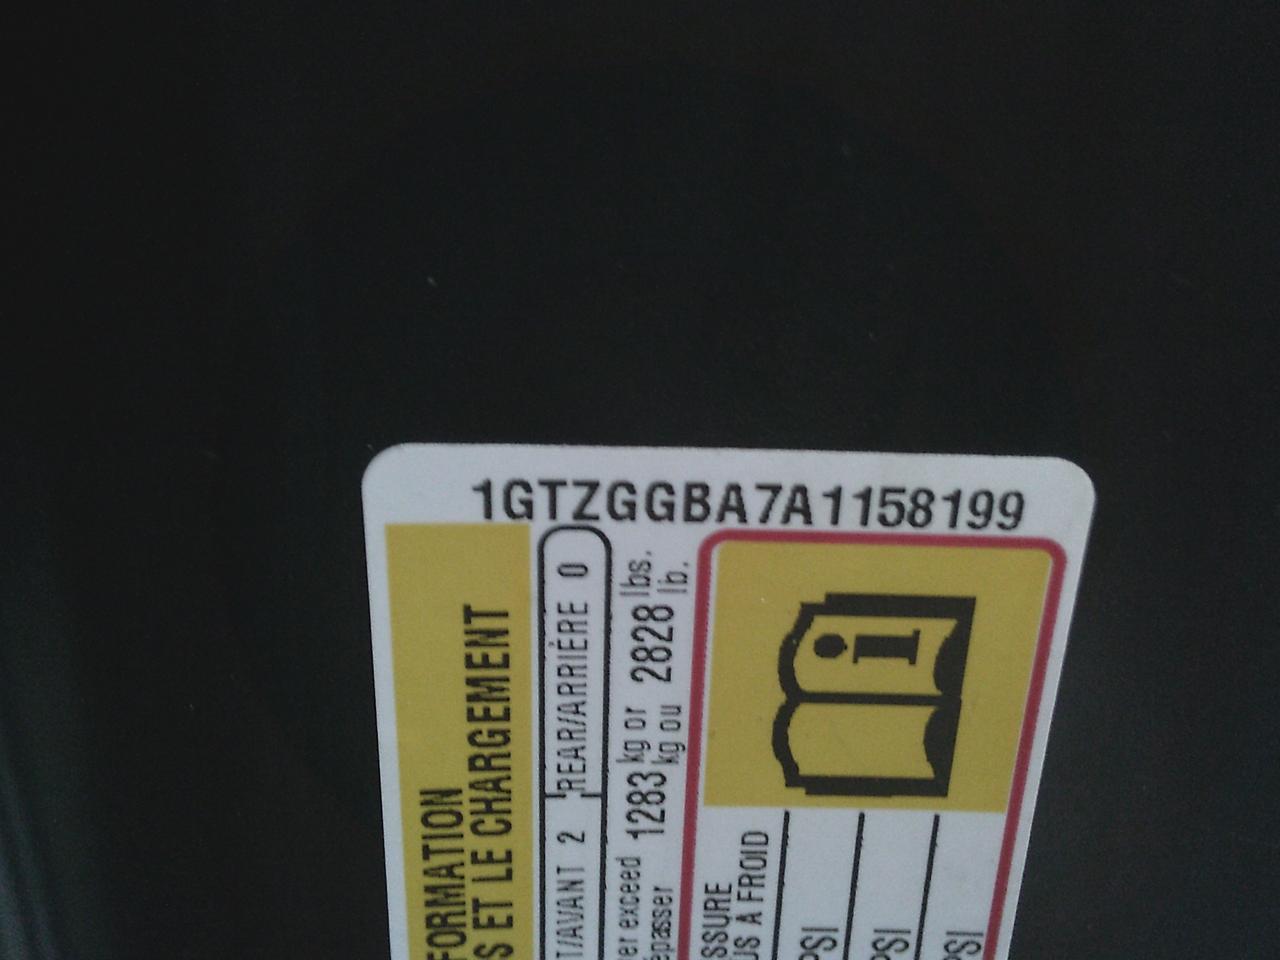 1GTZGGBA7A1158199
FORMATION
S ET LE CHARGEMENT
T/AVANT 2 REAR/ARRIÈRE 0
er exceed 1283 kg or 2828 lbs.
épasser kg ou lb.
SSURE
US À FROID
PSI
PSI
PSI
i